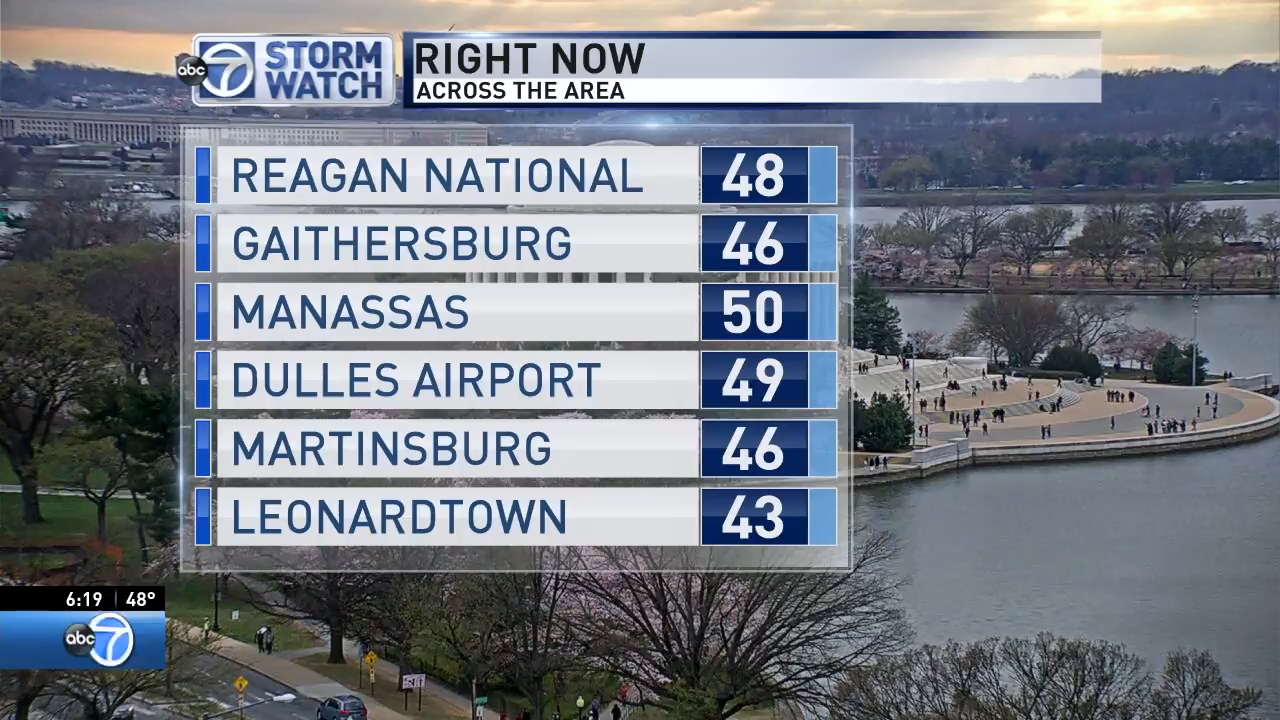 abc 7 STORM WATCH
RIGHT NOW
ACROSS THE AREA
REAGAN NATIONAL 48
GAITHERSBURG 46
MANASSAS 50
DULLES AIRPORT 49
MARTINSBURG 46
LEONARDTOWN 43
6:19 48°
abc 7